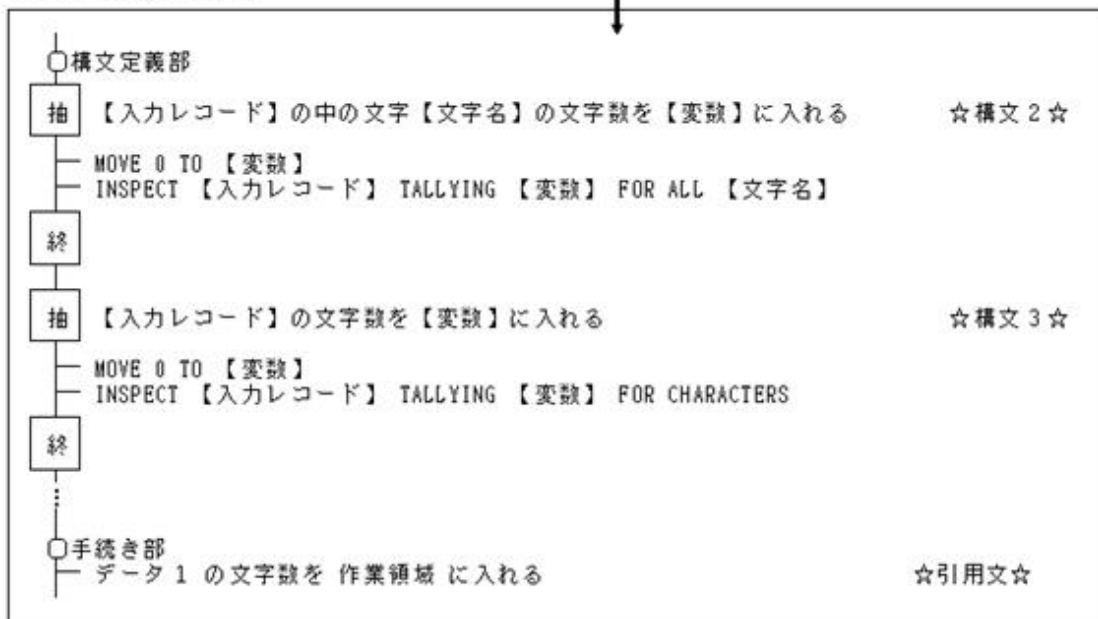 構文定義部
抽 【入力レコード】の中の文字【文字名】の文字数を【変数】に入れる ☆構文2☆
MOVE 0 TO 【変数】
INSPECT 【入力レコード】 TALLYING 【変数】 FOR ALL 【文字名】
終
抽 【入力レコード】の文字数を【変数】に入れる ☆構文3☆
MOVE 0 TO 【変数】
INSPECT 【入力レコード】 TALLYING 【変数】 FOR CHARACTERS
終
手続き部
データ1 の文字数を 作業領域 に入れる ☆引用文☆